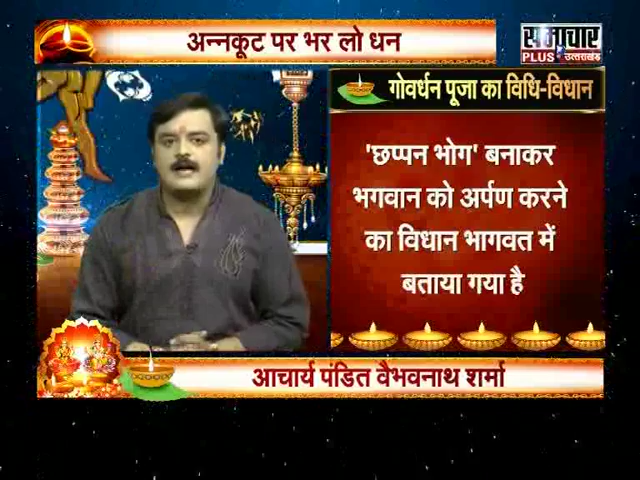 अन्नकूट पर भर लो धन
समाचार
PLUS उत्तराखंड
गोवर्धन पूजा का विधि-विधान
'छप्पन भोग' बनाकर
भगवान को अर्पण करने
का विधान भागवत में
बताया गया है
आचार्य पंडित वैभवनाथ शर्मा